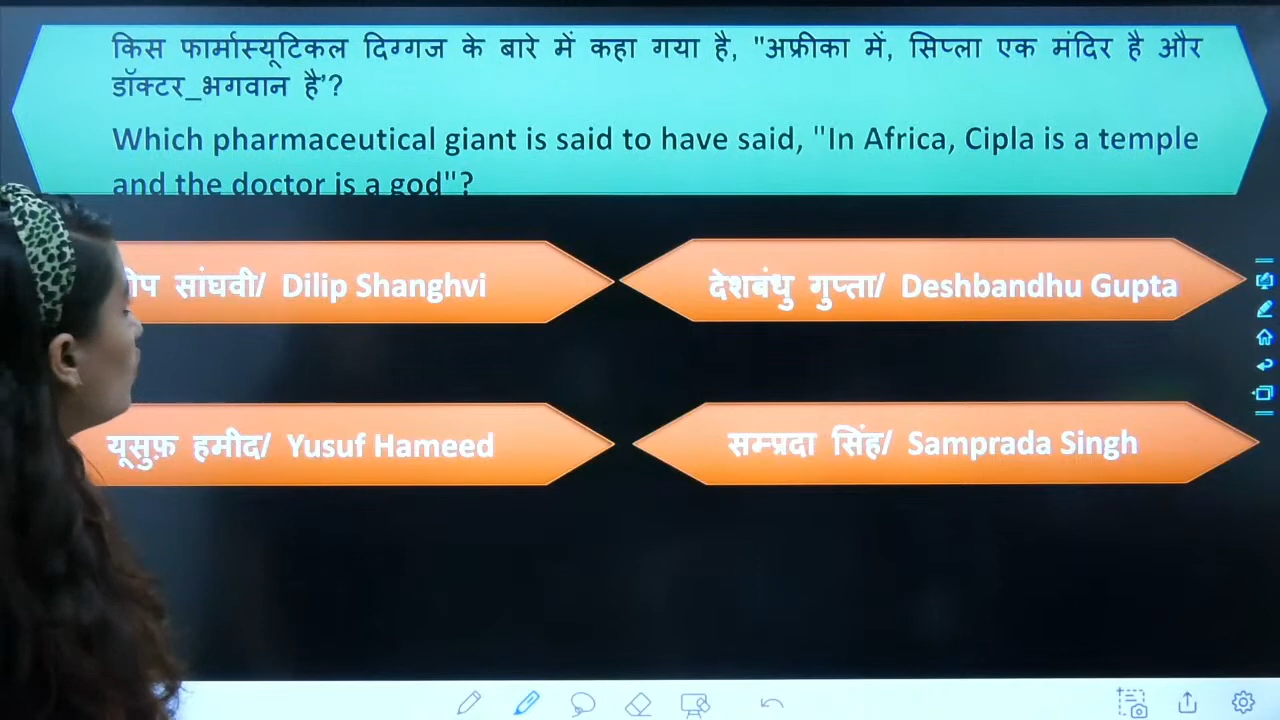 किस फार्मास्यूटिकल दिग्गज के बारे में कहा गया है, "अफ्रीका में, सिप्ला एक मंदिर है और
डॉक्टर_भगवान है’?
Which pharmaceutical giant is said to have said, "In Africa, Cipla is a temple
and the doctor is a god"?
सांघवी/ Dilip Shanghvi
देशबंधु गुप्ता/ Deshbandhu Gupta
यूसुफ़ हमीद/ Yusuf Hameed
सम्प्रदा सिंह/ Samprada Singh